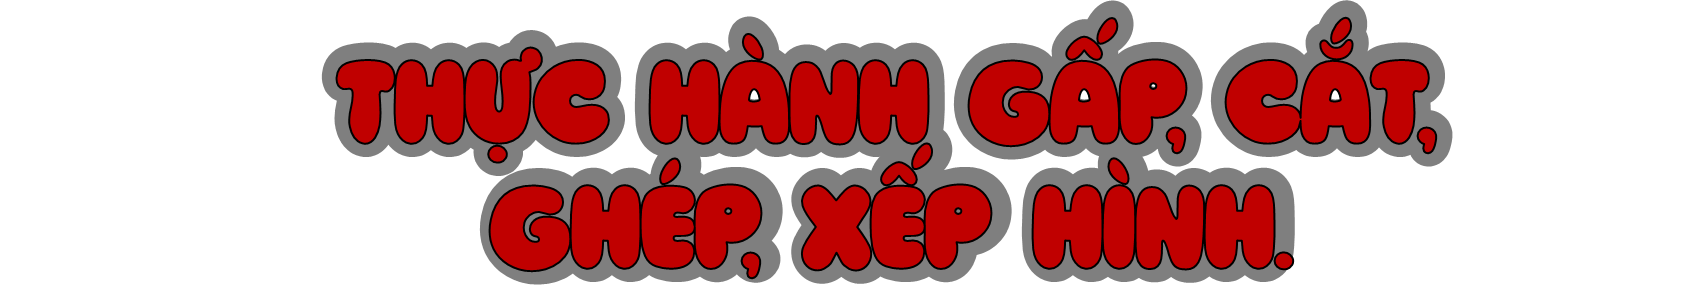 THỰC HÀNH GẤP, CẮT,
GHÉP, XẾP HÌNH.